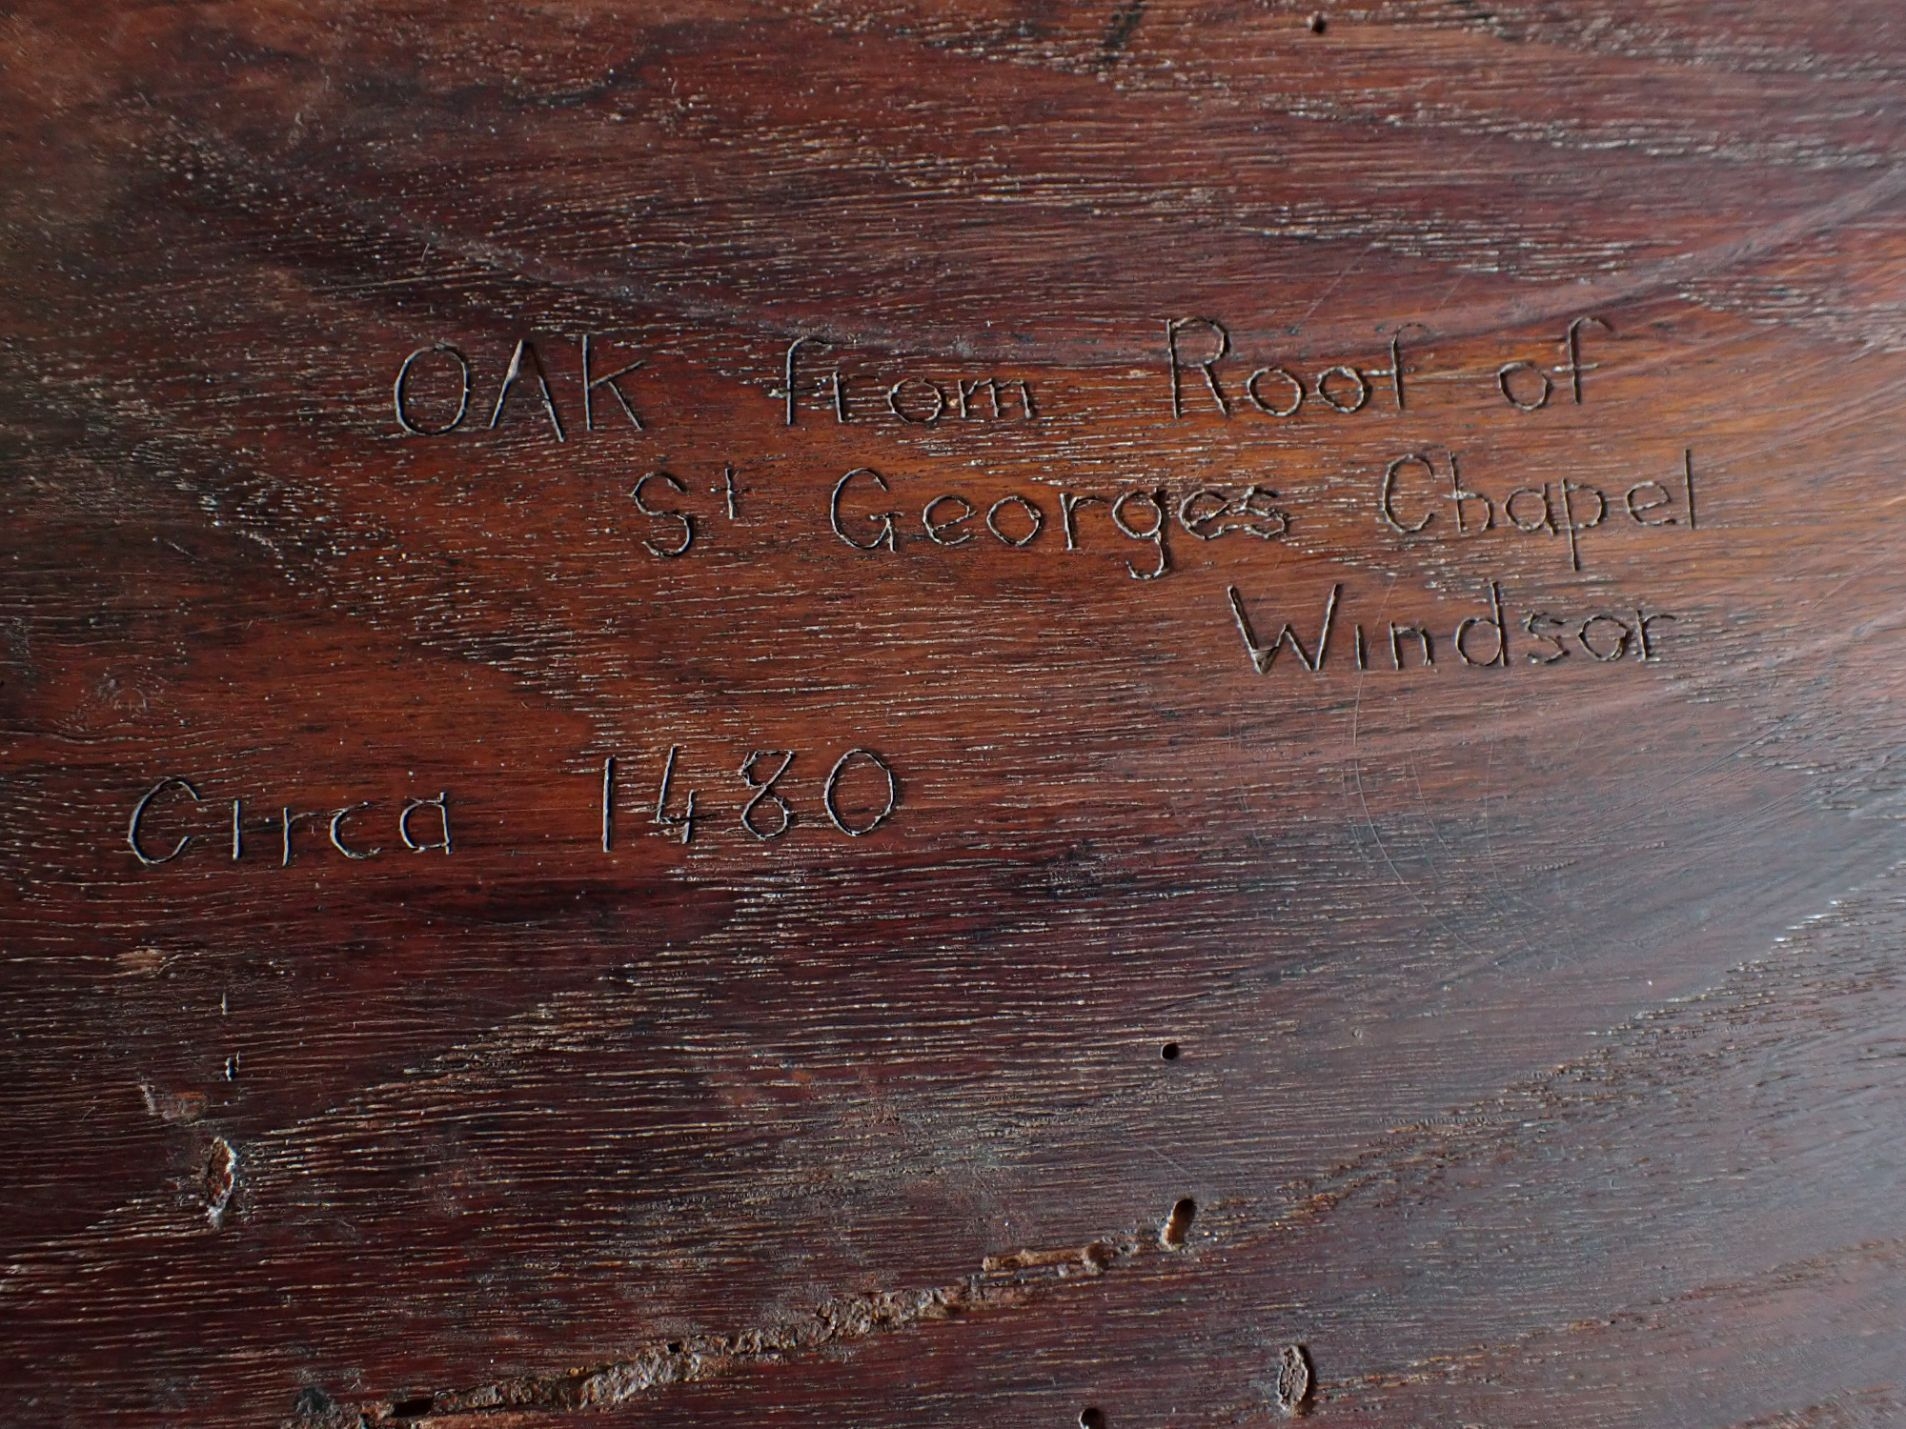 OAK from Roof of
St Georges Chapel
Windsor
Circa 1480